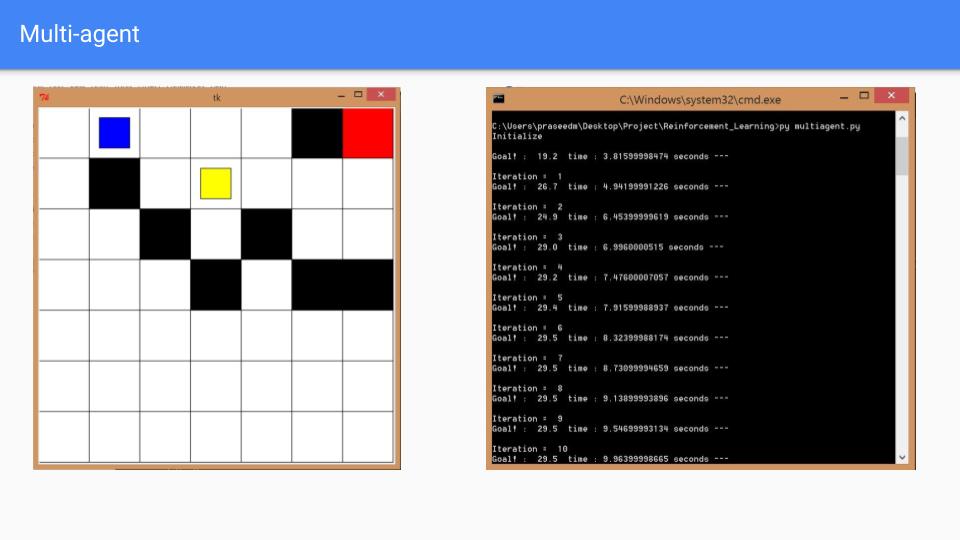 Multi-agent
tk
C:\Windows\system32\cmd.exe
C:\Users\praseedm\Desktop\Project\Reinforcement_Learning>py multiagent.py
Initialize
Goal! : 19.2 time : 3.81599998474 seconds ---
Iteration = 1
Goal! : 26.7 time : 4.94199991226 seconds ---
Iteration = 2
Goal! : 24.9 time : 6.45399999619 seconds ---
Iteration = 3
Goal! : 29.0 time : 6.9960000515 seconds ---
Iteration = 4
Goal! : 29.2 time : 7.47600007057 seconds ---
Iteration = 5
Goal! : 29.4 time : 7.91599988937 seconds ---
Iteration = 6
Goal! : 29.5 time : 8.32399988174 seconds ---
Iteration = 7
Goal! : 29.5 time : 8.73099994659 seconds ---
Iteration = 8
Goal! : 29.5 time : 9.13899993896 seconds ---
Iteration = 9
Goal! : 29.5 time : 9.54699993134 seconds ---
Iteration = 10
Goal! : 29.5 time : 9.96399998665 seconds ---